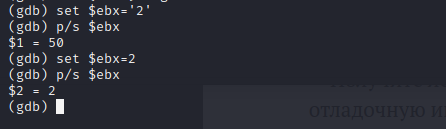 (gdb) set $ebx='2'
(gdb) p/s $ebx
$1 = 50
(gdb) set $ebx=2
(gdb) p/s $ebx
$2 = 2
(gdb)
отладочную